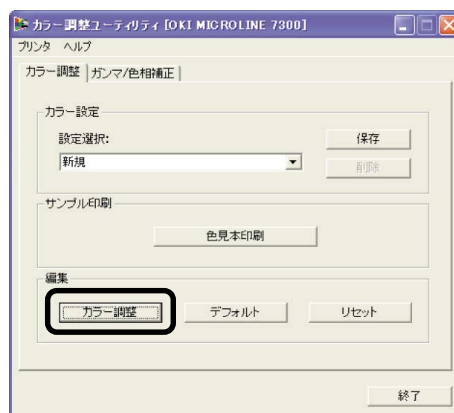 カラー調整ユーティリティ [OKI MICROLINE 7300]
プリンタ ヘルプ
カラー調整 ガンマ/色相補正
カラー設定
設定選択:
保存
新規
削除
サンプル印刷
色見本印刷
編集
カラー調整 デフォルト リセット
終了